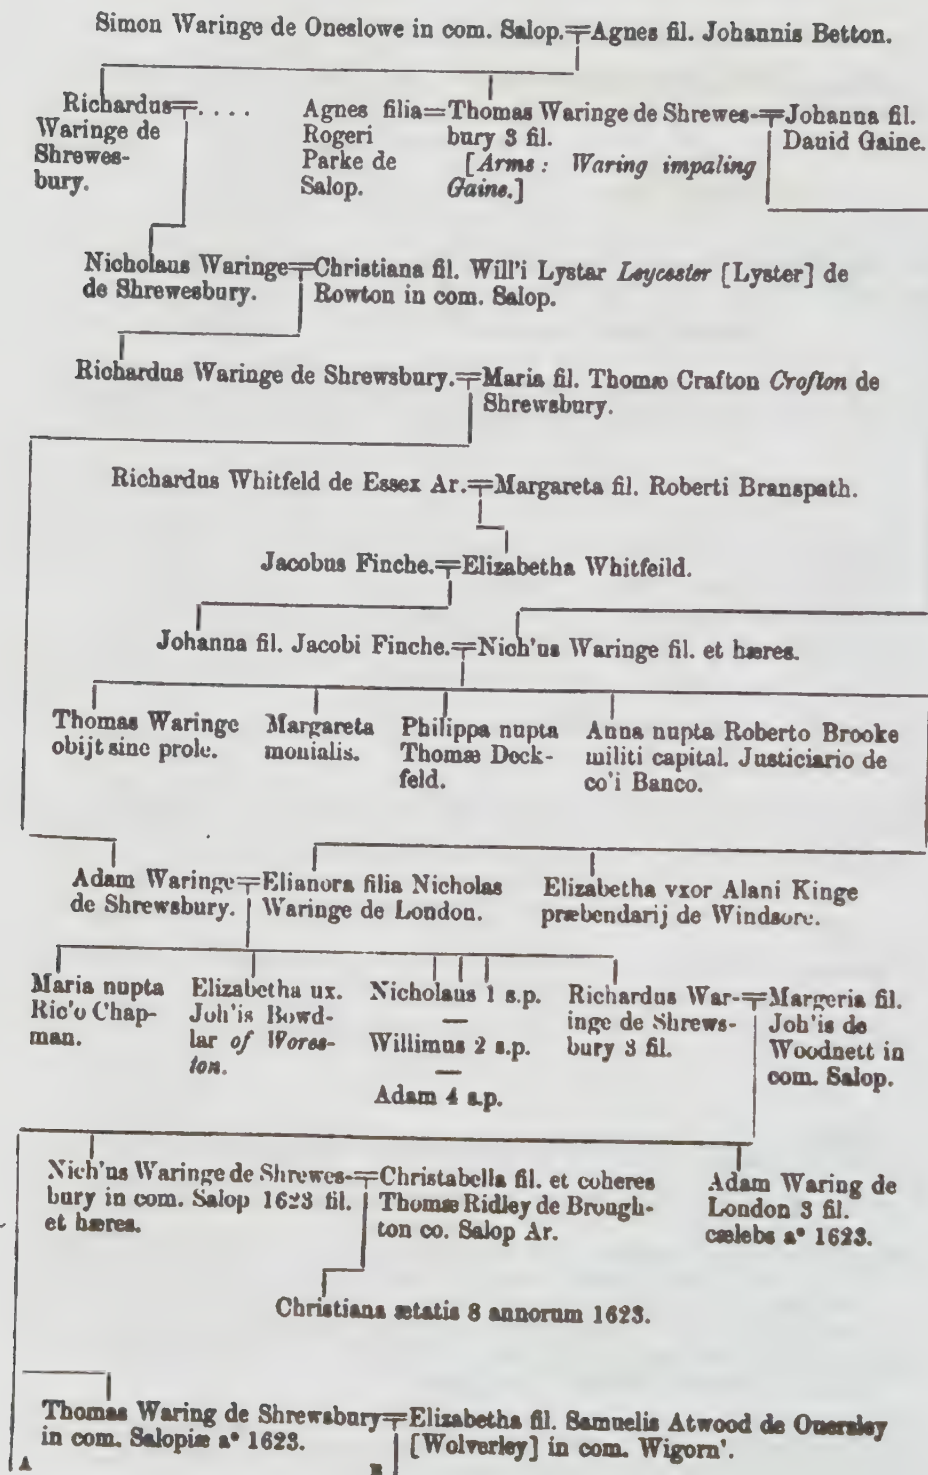 Simon Waringe de Oneslowe in com. Salop.=Agnes fil. Johannis Betton.
Richardus=. . . .
Waringe de
Shrewes-
bury.
Agnes filia=
Rogeri
Parke de
Salop.
Thomas Waringe de Shrewes-=
bury 3 fil.
[Arms: Waring impaling
Gaine.]
Johanna fil.
Dauid Gaine.
Nicholaus Waringe=Christiana fil. Will'i Lystar Leycester [Lyster] de
de Shrewesbury. Rowton in com. Salop.
Richardus Waringe de Shrewsbury.=Maria fil. Thomæ Crafton Crofton de
Shrewsbury.
Richardus Whitfeld de Essex Ar.=Margareta fil. Roberti Branspath.
Jacobus Finche.=Elizabetha Whitfeild.
Johanna fil. Jacobi Finche.=Nich'us Waringe fil. et hæres.
Thomas Waringe
obijt sine prole.
Margareta
monialis.
Philippa nupta
Thomæ Dock-
feld.
Anna nupta Roberto Brooke
militi capital. Justiciario de
co'i Banco.
Adam Waringe=Elianora filia Nicholas
de Shrewsbury. Waringe de London.
Elizabetha vxor Alani Kinge
præbendarij de Windsore.
Maria nupta
Ric'o Chap-
man.
Elizabetha ux.
Joh'is Bowd-
lar of Wores-
ton.
Nicholaus 1 s.p.
—
Willimus 2 s.p.
—
Adam 4 s.p.
Richardus War-=
inge de Shrews-
bury 3 fil.
Margeria fil.
Joh'is de
Woodnett in
com. Salop.
Nich'us Waringe de Shrewes-=
bury in com. Salop 1623 fil.
et hæres.
Christabella fil. et coheres
Thomæ Ridley de Brough-
ton co. Salop Ar.
Adam Waring de
London 3 fil.
cælebs a° 1623.
Christiana ætatis 8 annorum 1623.
Thomas Waring de Shrewsbury=Elizabetha fil. Samuelis Atwood de Ouersley
in com. Salopiæ a° 1623. [Wolverley] in com. Wigorn'.
A B